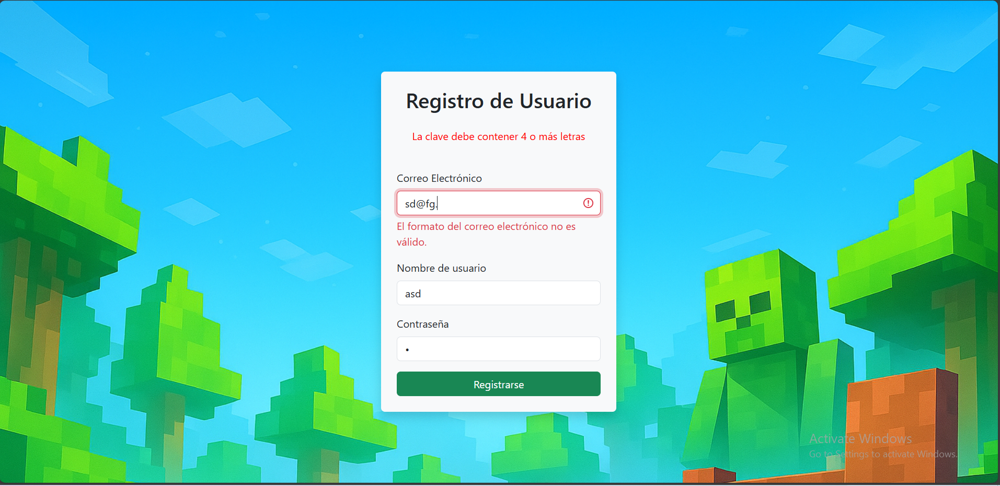 Registro de Usuario
La clave debe contener 4 o más letras
Correo Electrónico
sd@fg.
El formato del correo electrónico no es
válido.
Nombre de usuario
asd
Contraseña
•
Registrarse
Activate Windows
Go to Settings to activate Windows.